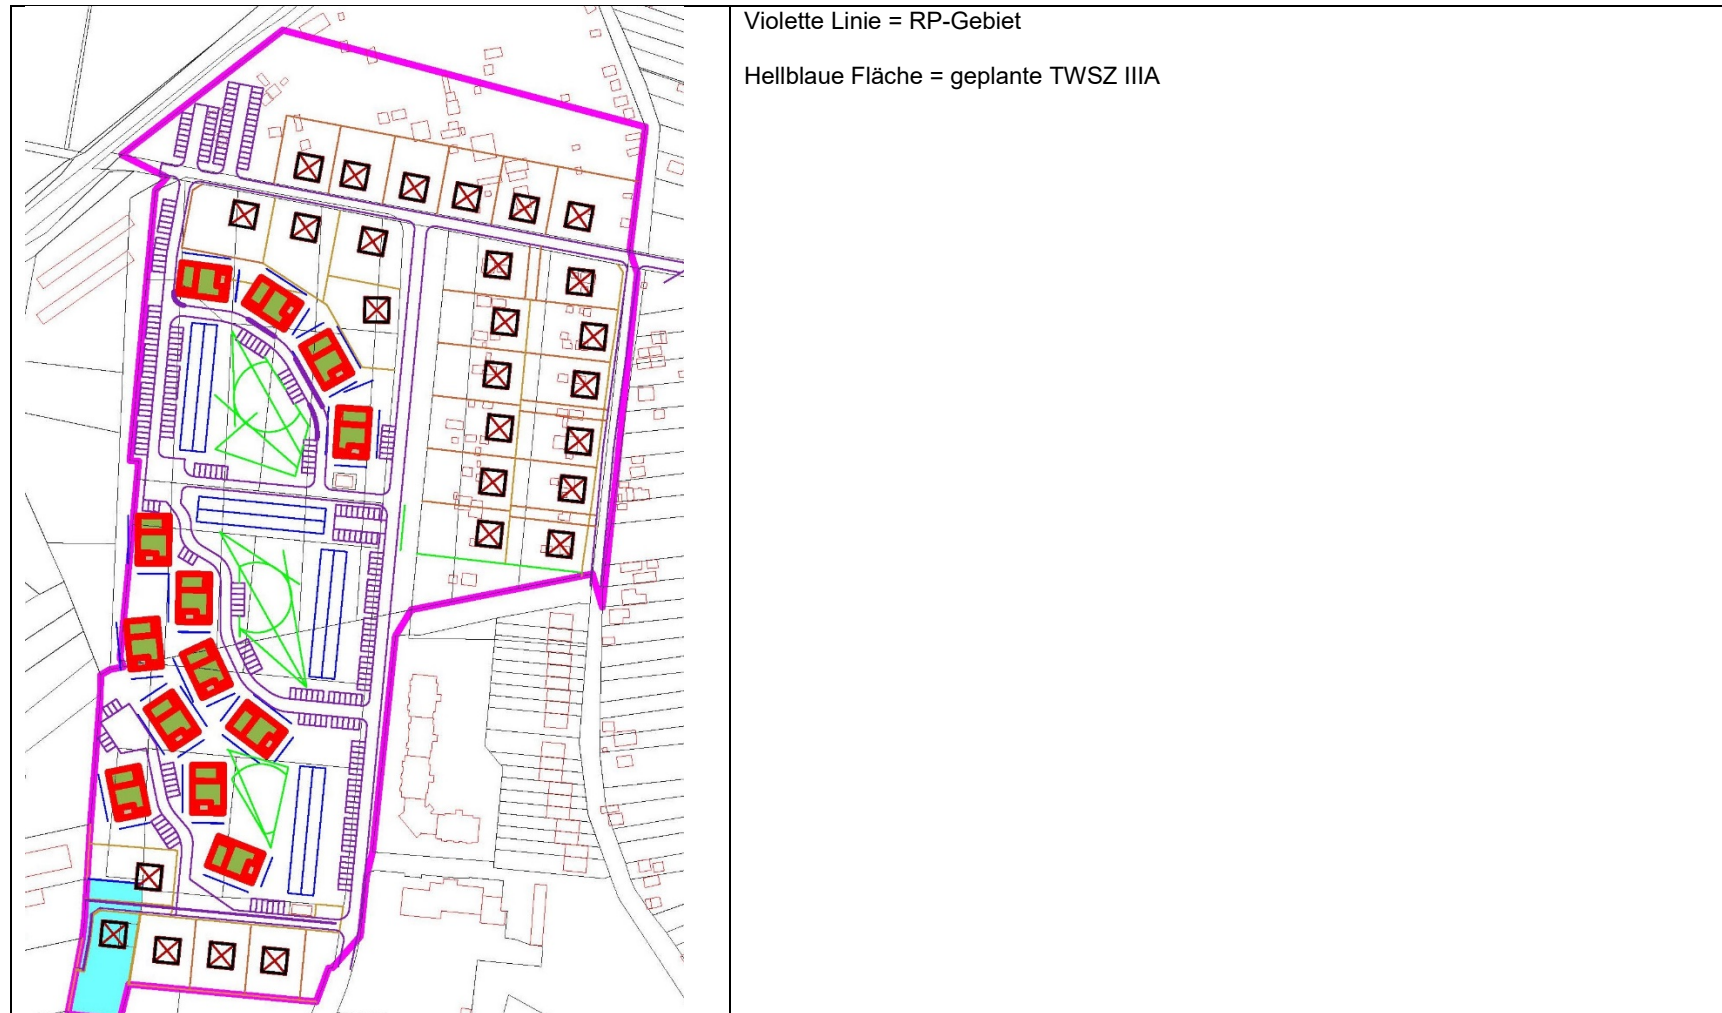 Violette Linie = RP-Gebiet
Hellblaue Fläche = geplante TWSZ IIIA